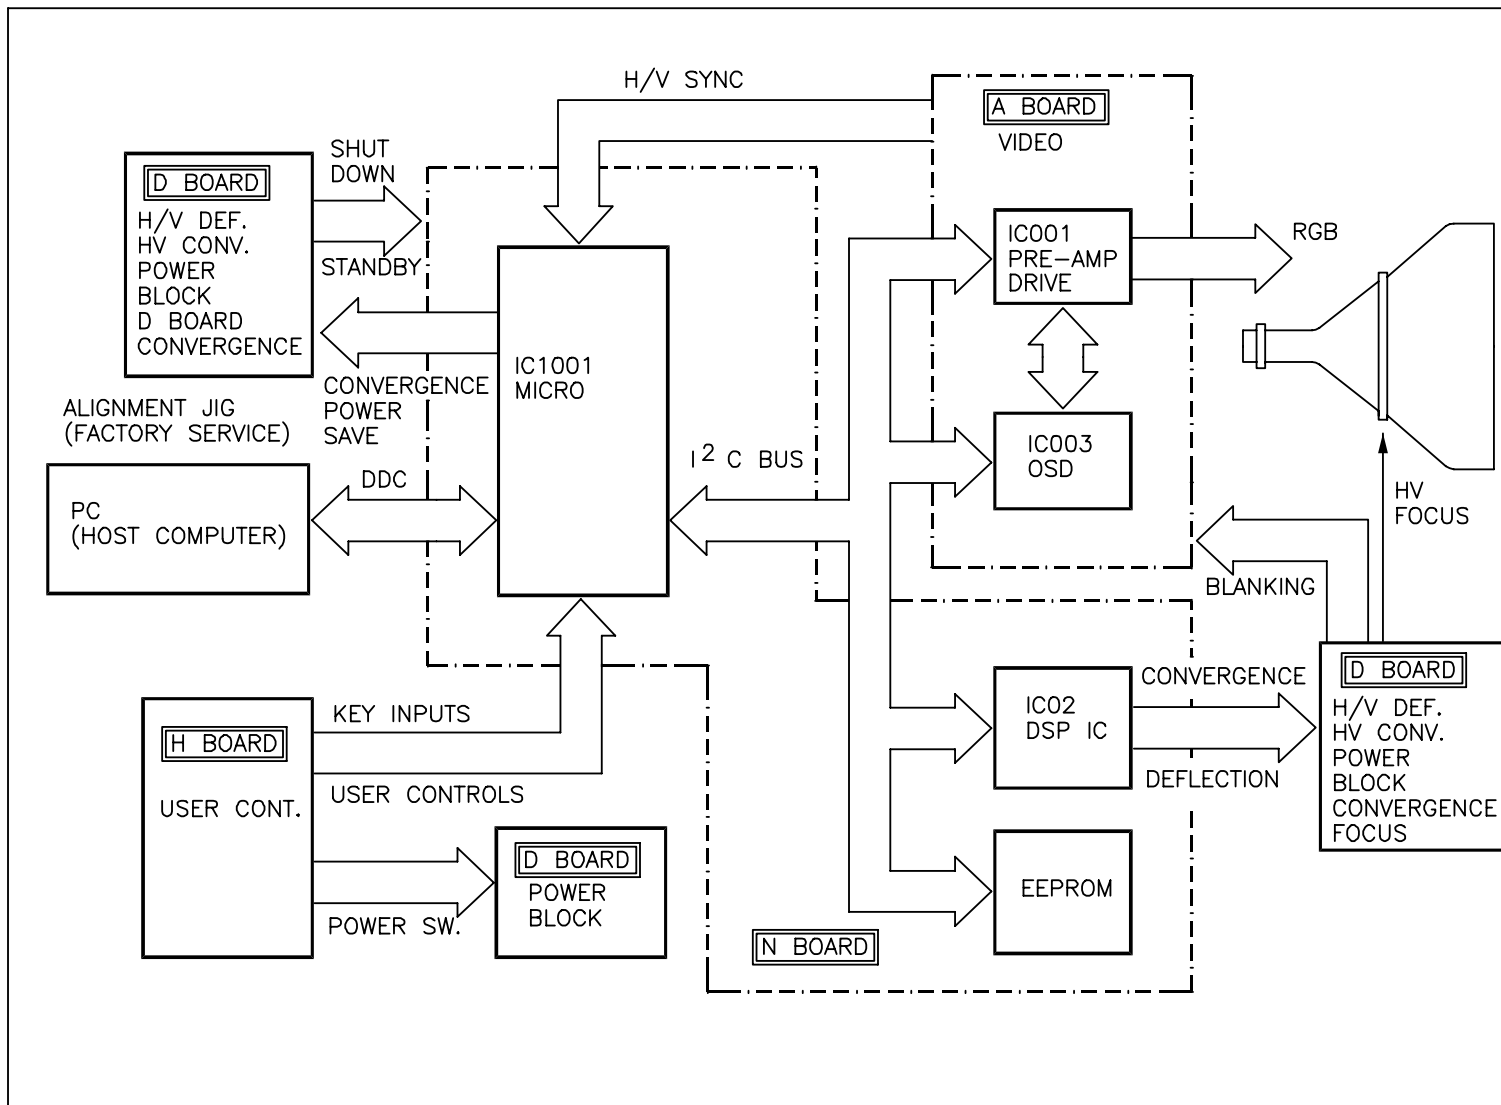 H/V SYNC
A BOARD
VIDEO
SHUT
DOWN
D BOARD
H/V DEF.
HV CONV.
POWER
BLOCK
D BOARD
CONVERGENCE
STANDBY
IC001
PRE-AMP
DRIVE
RGB
IC1001
MICRO
CONVERGENCE
POWER
SAVE
ALIGNMENT JIG
(FACTORY SERVICE)
I2 C BUS
IC003
OSD
DDC
PC
(HOST COMPUTER)
HV
FOCUS
BLANKING
KEY INPUTS
H BOARD
USER CONT.
USER CONTROLS
IC02
DSP IC
CONVERGENCE
DEFLECTION
D BOARD
H/V DEF.
HV CONV.
POWER
BLOCK
CONVERGENCE
FOCUS
D BOARD
POWER
BLOCK
POWER SW.
EEPROM
N BOARD